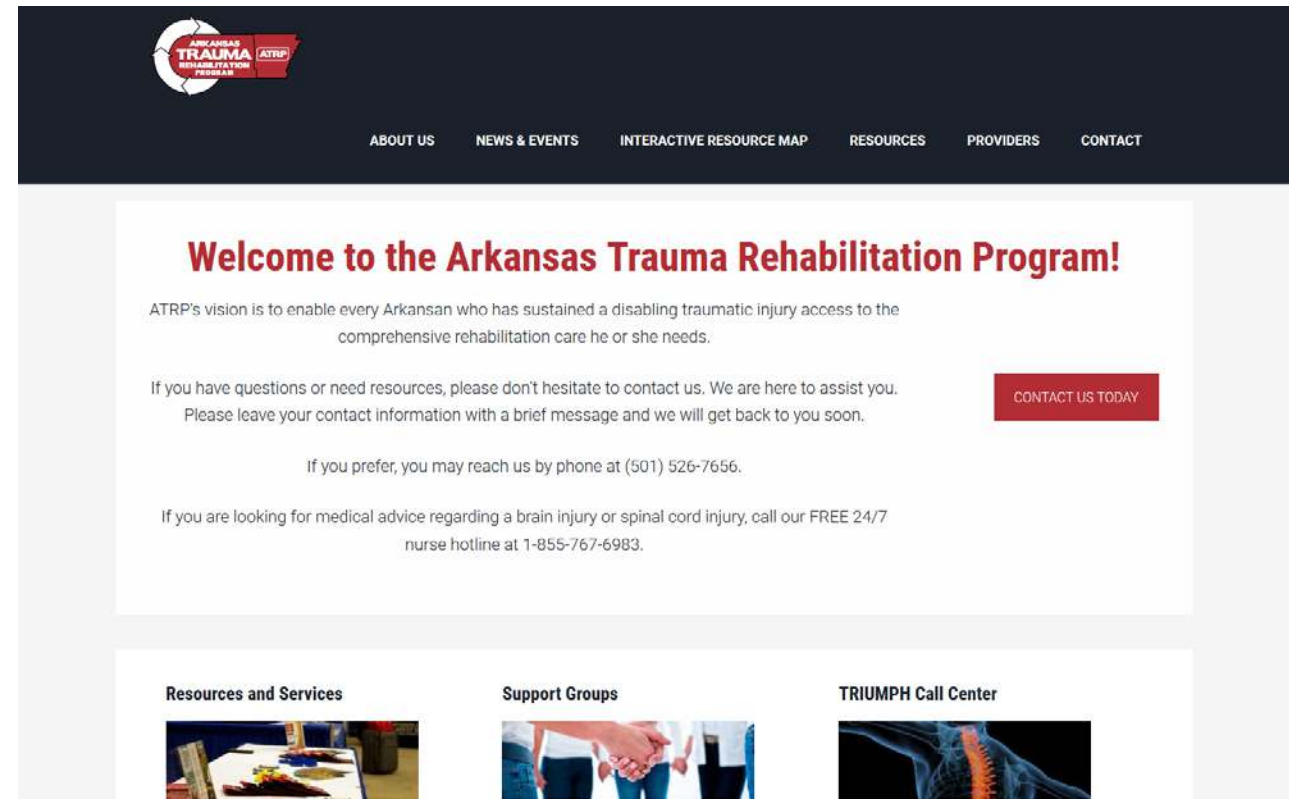 ARKANSAS
TRAUMA
REHABILITATION
PROGRAM
ATRP
ABOUT US
NEWS & EVENTS
INTERACTIVE RESOURCE MAP
RESOURCES
PROVIDERS
CONTACT
Welcome to the Arkansas Trauma Rehabilitation Program!
ATRP's vision is to enable every Arkansan who has sustained a disabling traumatic injury access to the
comprehensive rehabilitation care he or she needs.
If you have questions or need resources, please don't hesitate to contact us. We are here to assist you.
Please leave your contact information with a brief message and we will get back to you soon.
If you prefer, you may reach us by phone at (501) 526-7656.
If you are looking for medical advice regarding a brain injury or spinal cord injury, call our FREE 24/7
nurse hotline at 1-855-767-6983.
CONTACT US TODAY
Resources and Services
Support Groups
TRIUMPH Call Center